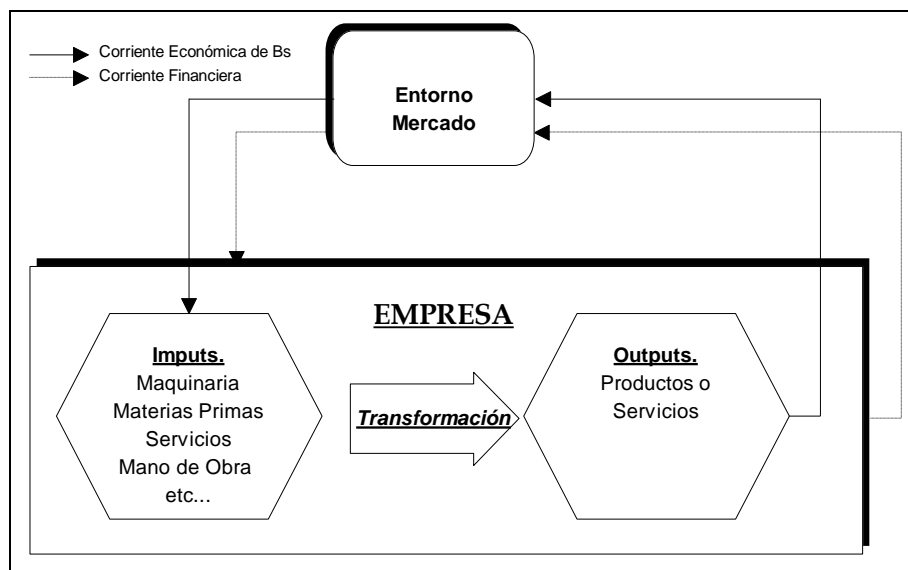 Corriente Económica de Bs
Corriente Financiera
Entorno
Mercado
EMPRESA
Imputs.
Maquinaria
Materias Primas
Servicios
Mano de Obra
etc...
Transformación
Outputs.
Productos o
Servicios